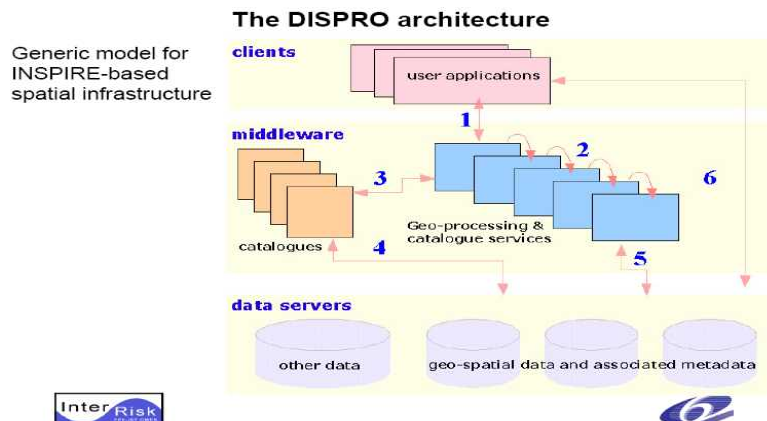 The DISPRO architecture
Generic model for
INSPIRE-based
spatial infrastructure
clients
user applications
1
middleware
2
3
6
Geo-processing &
catalogue services
catalogues
4
5
data servers
other data
geo-spatial data and associated metadata
Inter Risk